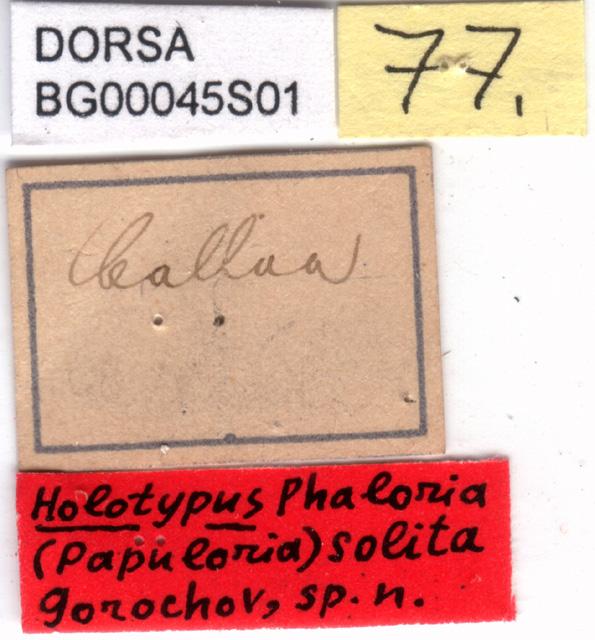 DORSA
BG00045S01
77.
Holotypus Phaloria
(Papuloria) solita
Gorochov, sp. n.